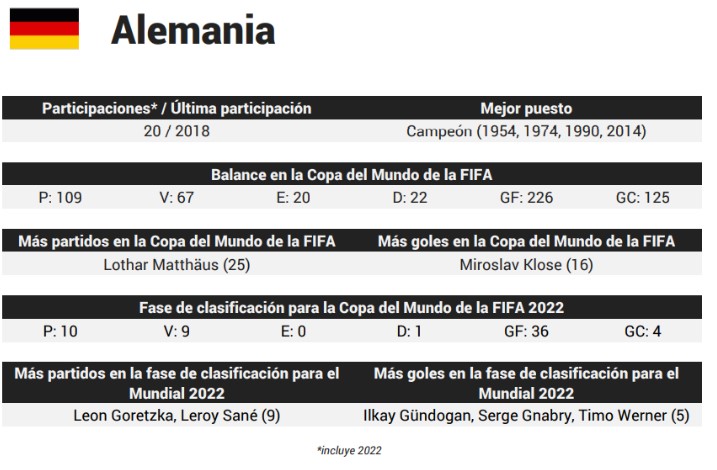 Alemania
Participaciones* / Última participación Mejor puesto
20 / 2018 Campeón (1954, 1974, 1990, 2014)
Balance en la Copa del Mundo de la FIFA
P: 109 V: 67 E: 20 D: 22 GF: 226 GC: 125
Más partidos en la Copa del Mundo de la FIFA Más goles en la Copa del Mundo de la FIFA
Lothar Matthäus (25) Miroslav Klose (16)
Fase de clasificación para la Copa del Mundo de la FIFA 2022
P: 10 V: 9 E: 0 D: 1 GF: 36 GC: 4
Más partidos en la fase de clasificación para el Más goles en la fase de clasificación para el
Mundial 2022 Mundial 2022
Leon Goretzka, Leroy Sané (9) Ilkay Gündogan, Serge Gnabry, Timo Werner (5)
*incluye 2022